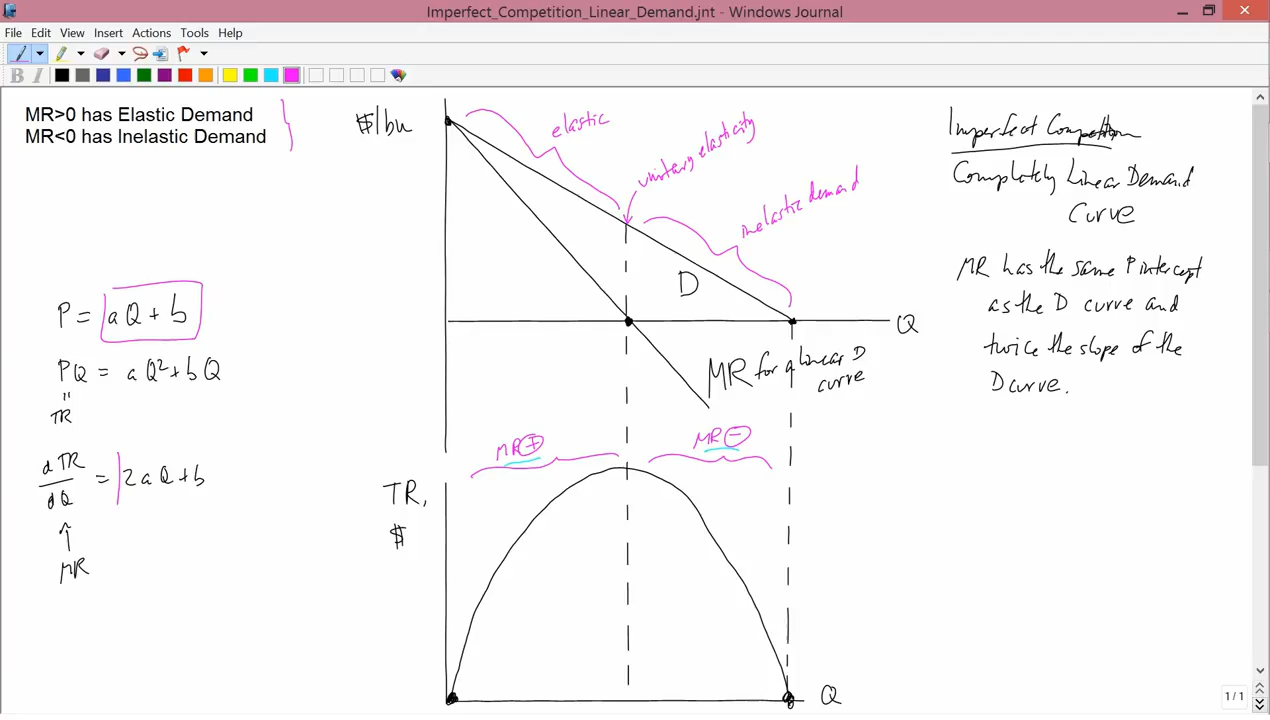 Imperfect_Competition_Linear_Demand.jnt - Windows Journal
File Edit View Insert Actions Tools Help
B I
MR>0 has Elastic Demand
MR<0 has Inelastic Demand
$/bu
elastic
unitary elasticity
inelastic demand
D
Q
MR for a linear D
curve
Imperfect Competition
Completely Linear Demand
Curve
MR has the same P intercept
as the D curve and
twice the slope of the
D curve.
P = aQ + b
PQ = aQ² + bQ
"
TR
dTR
dQ
= 2aQ + b
↑
MR
MR +
MR -
TR,
$
Q
1 / 1